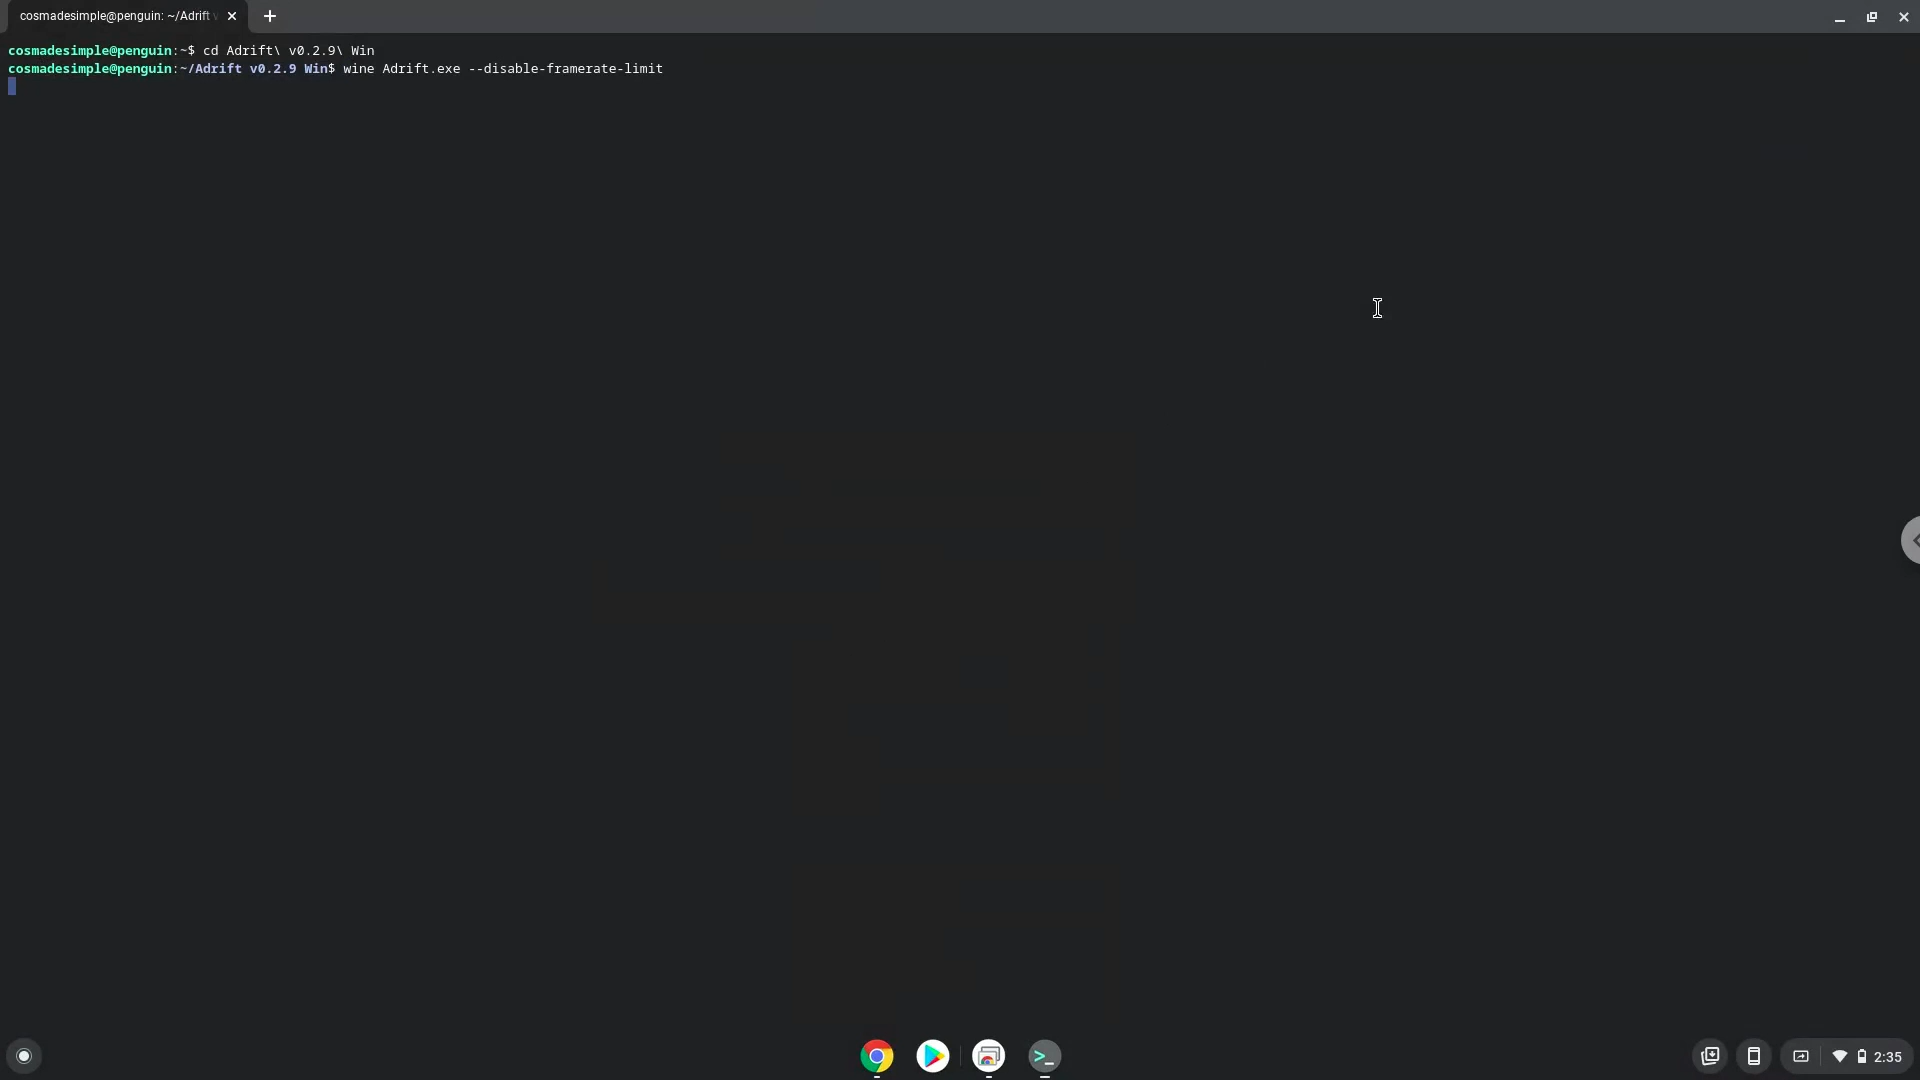 cosmadesimple@penguin: ~/Adrift v
cosmadesimple@penguin:~$ cd Adrift\ v0.2.9\ Win
cosmadesimple@penguin:~/Adrift v0.2.9 Win$ wine Adrift.exe --disable-framerate-limit
>_
2:35